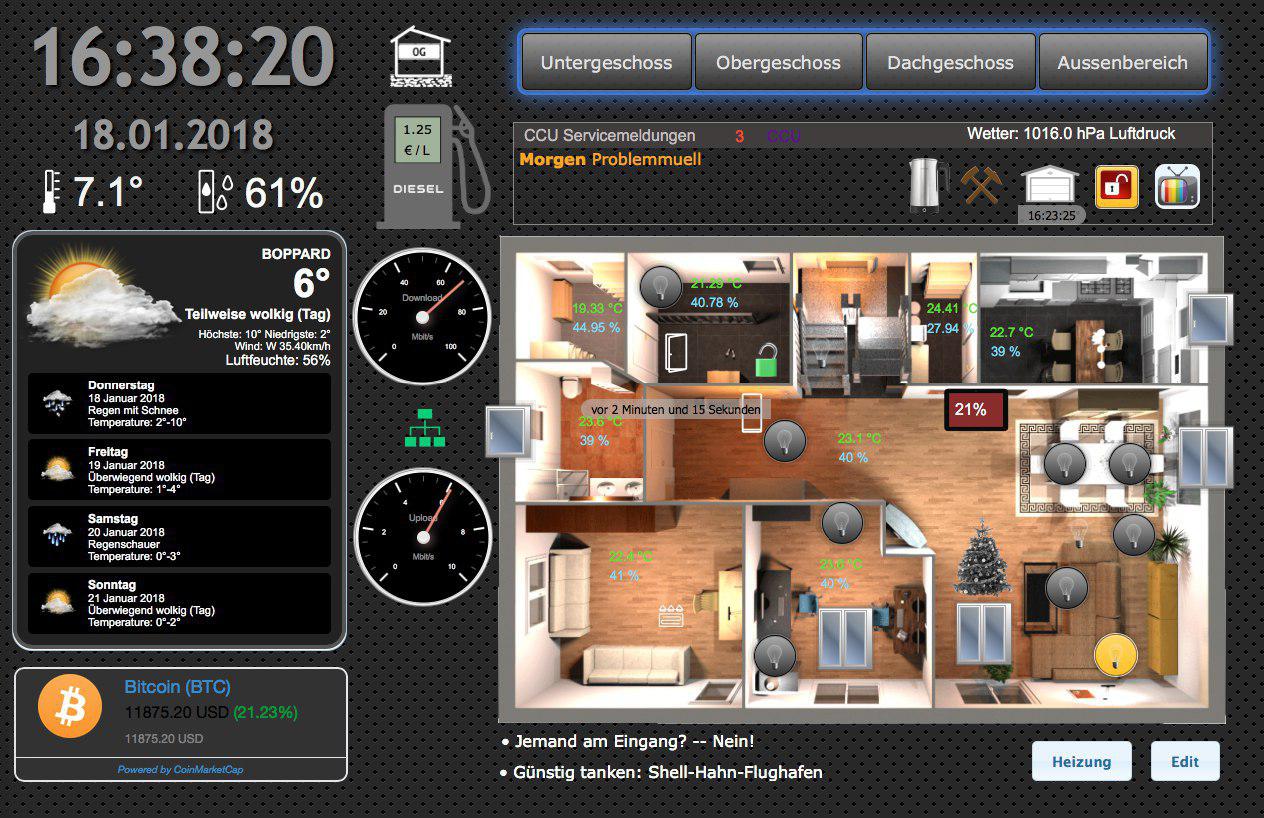 16:38:20
18.01.2018
7.1°
61%
OG
1.25
€ / L
DIESEL
Untergeschoss
Obergeschoss
Dachgeschoss
Aussenbereich
CCU Servicemeldungen 3 CCU
Wetter: 1016.0 hPa Luftdruck
Morgen Problemmuell
16:23:25
BOPPARD
6°
Teilweise wolkig (Tag)
Höchste: 10° Niedrigste: 2°
Wind: W 35.40km/h
Luftfeuchte: 56%
Donnerstag
18 Januar 2018
Regen mit Schnee
Temperature: 2°-10°
Freitag
19 Januar 2018
Überwiegend wolkig (Tag)
Temperature: 1°-4°
Samstag
20 Januar 2018
Regenschauer
Temperature: 0°-3°
Sonntag
21 Januar 2018
Überwiegend wolkig (Tag)
Temperature: 0°-2°
Bitcoin (BTC)
11875.20 USD (21.23%)
11875.20 USD
Powered by CoinMarketCap
0 20 40 60 80 100
Download
Mbit/s
0 2 4 6 8 10
Upload
Mbit/s
19.33 °C
44.95 %
21.29 °C
40.78 %
24.41 °C
27.94 %
22.7 °C
39 %
vor 2 Minuten und 15 Sekunden
23.6 °C
39 %
23.1 °C
40 %
21%
22.4 °C
41 %
23.6 °C
40 %
• Jemand am Eingang? -- Nein!
• Günstig tanken: Shell-Hahn-Flughafen
Heizung
Edit